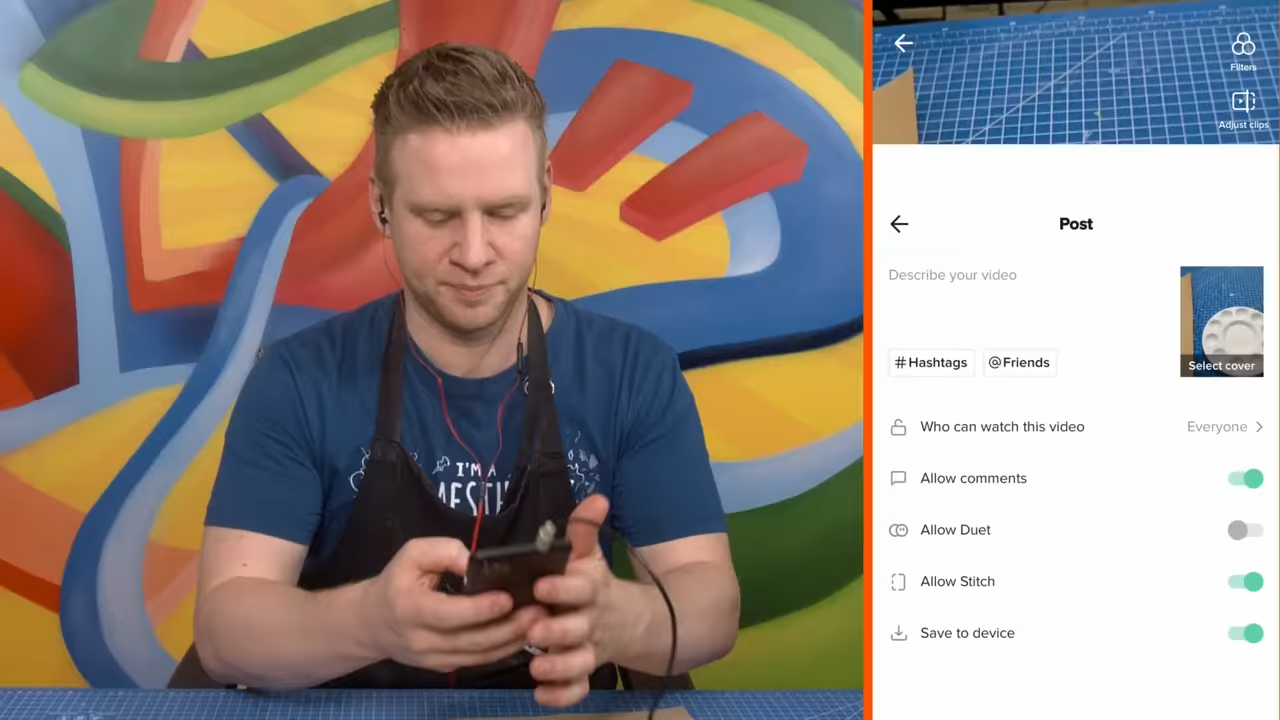 I'M A
Filters
Adjust clips
Post
Describe your video
Select cover
#Hashtags
@Friends
Who can watch this video
Everyone
Allow comments
Allow Duet
Allow Stitch
Save to device